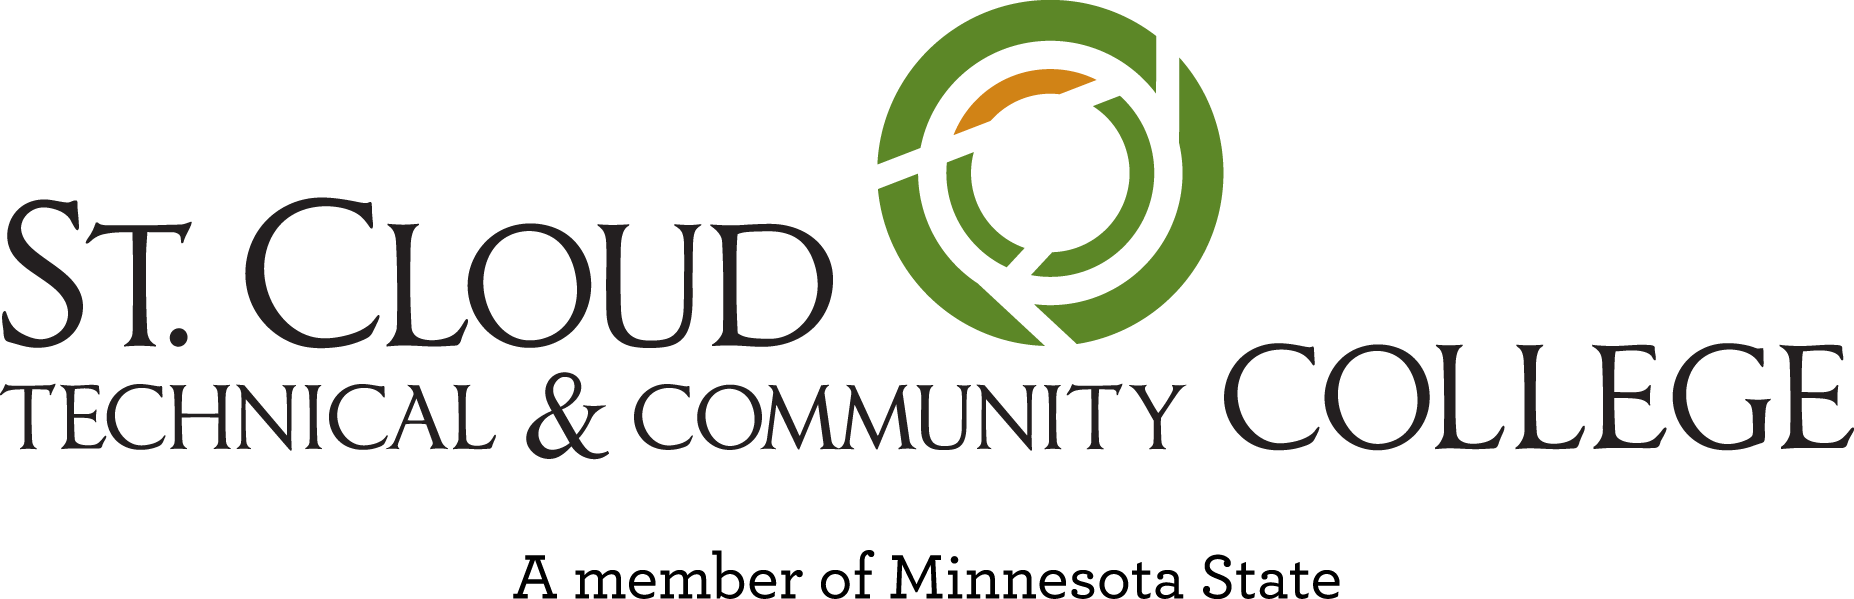 ST. CLOUD
TECHNICAL & COMMUNITY COLLEGE
A member of Minnesota State